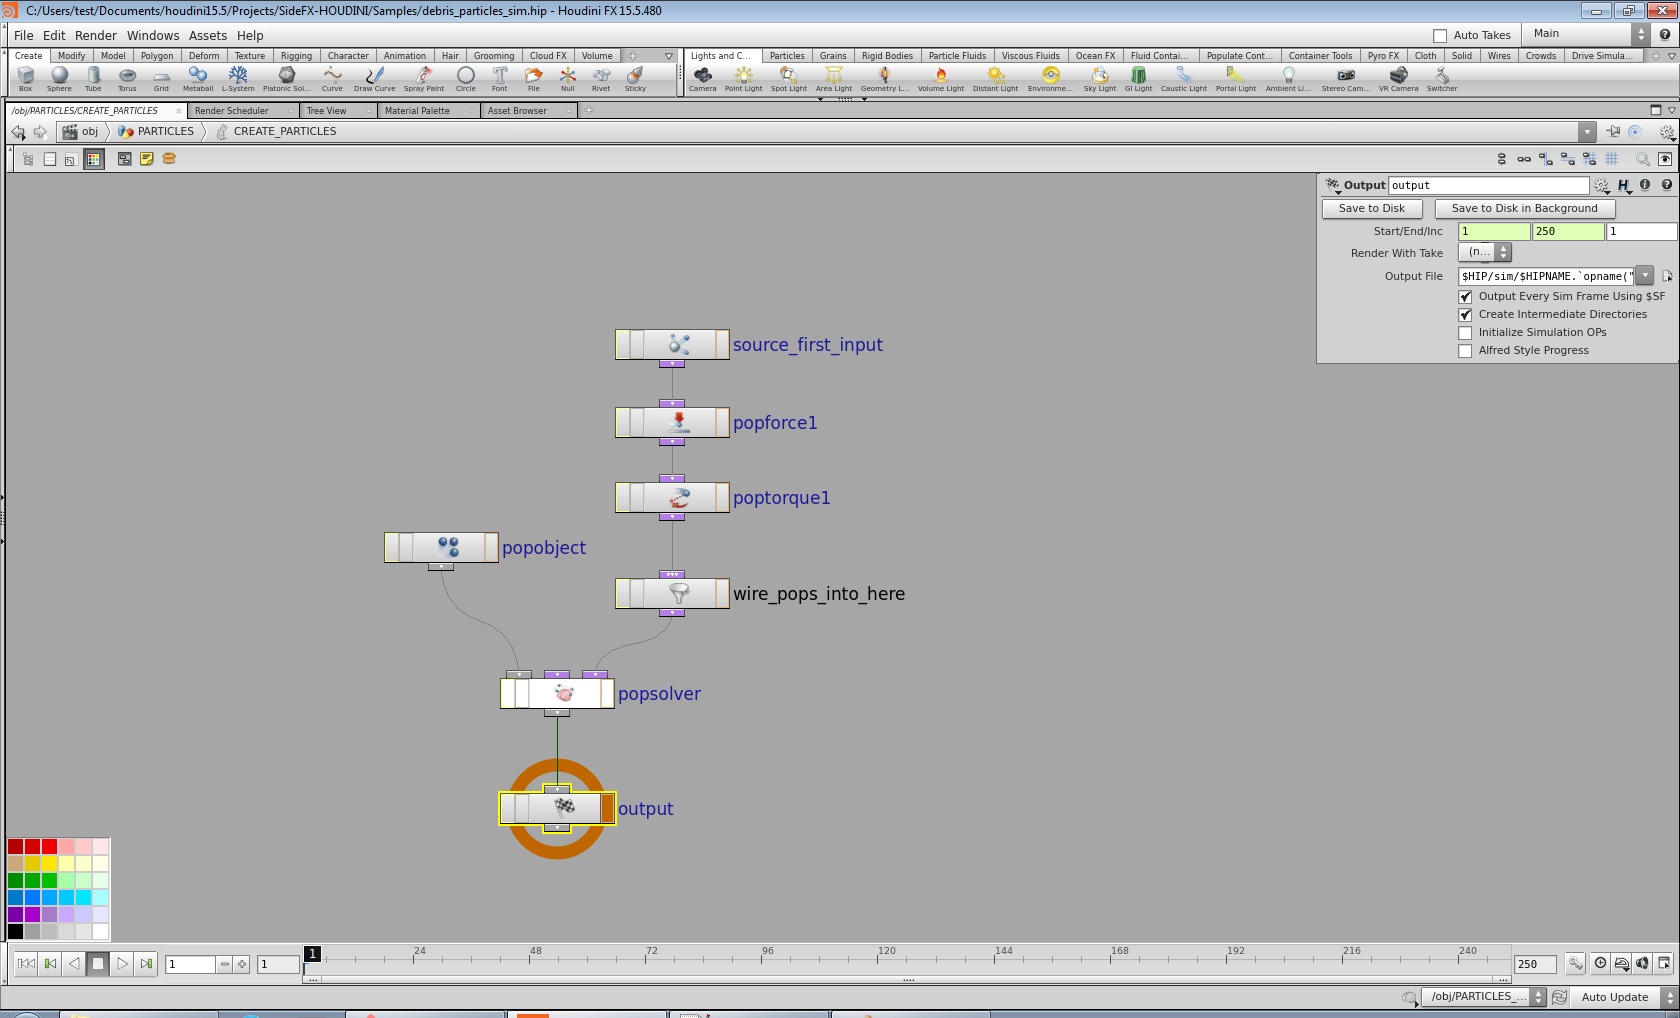 C:/Users/test/Documents/houdini15.5/Projects/SideFX-HOUDINI/Samples/debris_particles_sim.hip - Houdini FX 15.5.480
File Edit Render Windows Assets Help
Auto Takes Main
Create Modify Model Polygon Deform Texture Rigging Character Animation Hair Grooming Cloud FX Volume
Lights and C... Particles Grains Rigid Bodies Particle Fluids Viscous Fluids Ocean FX Fluid Contai... Populate Cont... Container Tools Pyro FX Cloth Solid Wires Crowds Drive Simula...
Box Sphere Tube Torus Grid Metaball L-System Platonic Sol... Curve Draw Curve Spray Paint Circle Font File Null Rivet Sticky
Camera Point Light Spot Light Area Light Geometry L... Volume Light Distant Light Environme... Sky Light GI Light Caustic Light Portal Light Ambient Li... Stereo Cam... VR Camera Switcher
/obj/PARTICLES/CREATE_PARTICLES Render Scheduler Tree View Material Palette Asset Browser
obj PARTICLES CREATE_PARTICLES
Output output
Save to Disk Save to Disk in Background
Start/End/Inc 1 250 1
Render With Take (n...
Output File $HIP/sim/$HIPNAME.`opname("
Output Every Sim Frame Using $SF
Create Intermediate Directories
Initialize Simulation OPs
Alfred Style Progress
source_first_input
popforce1
poptorque1
popobject
wire_pops_into_here
popsolver
output
1 1 1 24 48 72 96 120 144 168 192 216 240 250
/obj/PARTICLES_... Auto Update